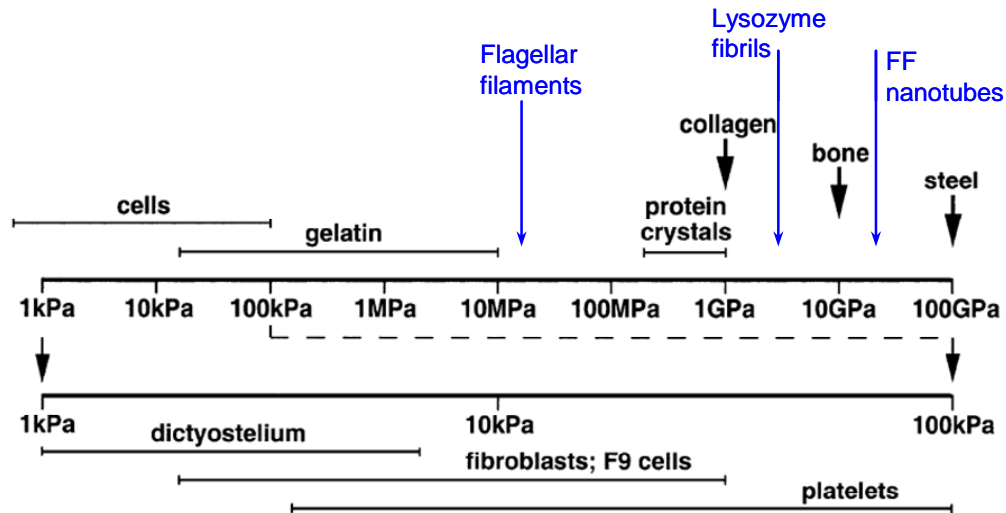 Lysozyme
fibrils
Flagellar
filaments
FF
nanotubes
collagen
bone
steel
cells
protein
crystals
gelatin
1kPa 10kPa 100kPa 1MPa 10MPa 100MPa 1GPa 10GPa 100GPa
1kPa 10kPa 100kPa
dictyostelium
fibroblasts; F9 cells
platelets